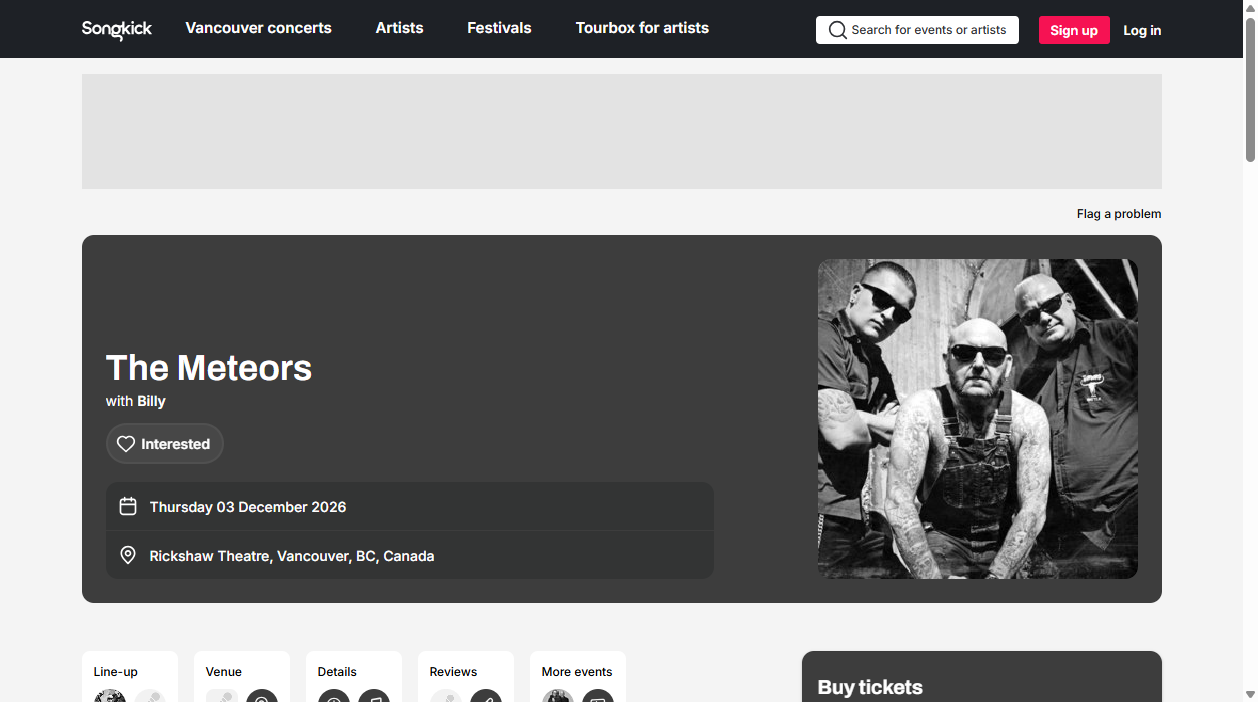 Songkick
Vancouver concerts
Artists
Festivals
Tourbox for artists
Search for events or artists
Sign up
Log in
Flag a problem
The Meteors
with Billy
Interested
Thursday 03 December 2026
Rickshaw Theatre, Vancouver, BC, Canada
Line-up
Venue
Details
Reviews
More events
Buy tickets